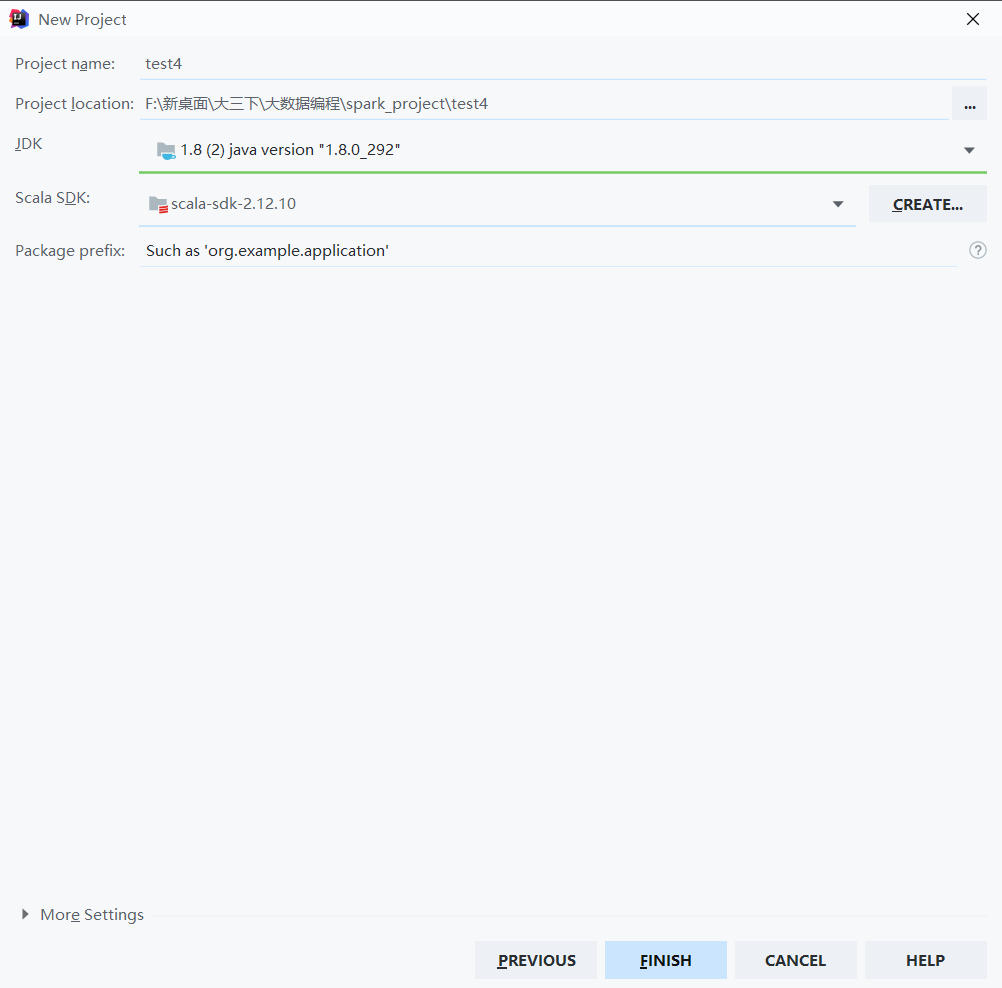 New Project
Project name: test4
Project location: F:\新桌面\大三下\大数据编程\spark_project\test4 ...
JDK 1.8 (2) java version "1.8.0_292"
Scala SDK: scala-sdk-2.12.10 CREATE...
Package prefix: Such as 'org.example.application' ?
More Settings
PREVIOUS FINISH CANCEL HELP